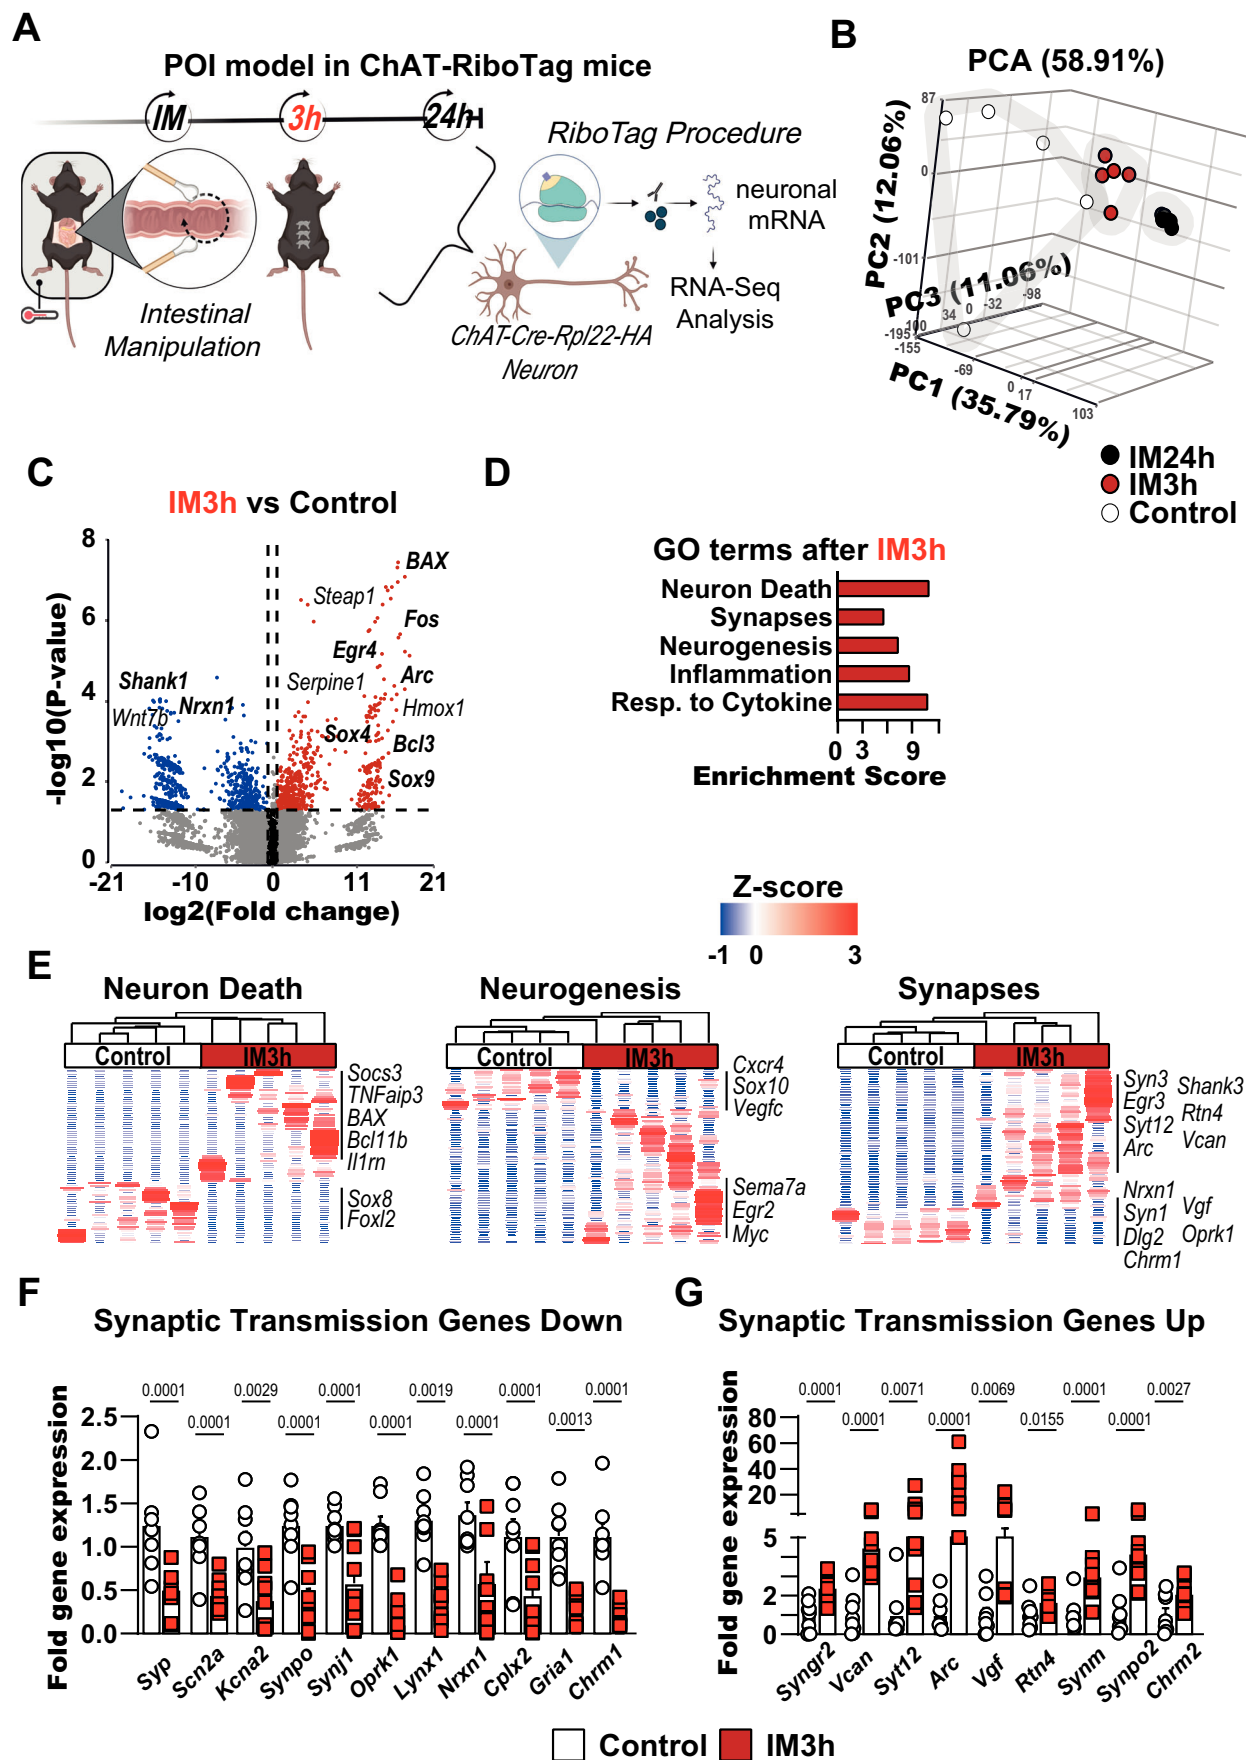 A
POI model in ChAT-RiboTag mice
IM
3h
24h
Intestinal
Manipulation
RiboTag Procedure
neuronal
mRNA
RNA-Seq
Analysis
ChAT-Cre-Rpl22-HA
Neuron
B
PCA (58.91%)
87
0
-101
-195
PC2 (12.06%)
PC3 (11.06%)
100
34
0
-32
-98
-155
-69
0
17
103
PC1 (35.79%)
IM24h
IM3h
Control
C
IM3h vs Control
-log10(P-value)
8
6
4
2
0
-21
-10
0
11
21
log2(Fold change)
BAX
Steap1
Fos
Egr4
Serpine1
Arc
Hmox1
Shank1
Nrxn1
Wnt7b
Sox4
Bcl3
Sox9
D
GO terms after IM3h
Neuron Death
Synapses
Neurogenesis
Inflammation
Resp. to Cytokine
0 3 9
Enrichment Score
Z-score
-1 0 3
E
Neuron Death
Control IM3h
Socs3
TNFaip3
BAX
Bcl11b
Il1rn
Sox8
Foxl2
Neurogenesis
Control IM3h
Cxcr4
Sox10
Vegfc
Sema7a
Egr2
Myc
Synapses
Control IM3h
Syn3 Shank3
Egr3 Rtn4
Syt12 Vcan
Arc
Nrxn1 Vgf
Syn1
Dlg2 Oprk1
Chrm1
F
Synaptic Transmission Genes Down
Fold gene expression
0.0001 0.0029 0.0001 0.0019 0.0001 0.0001
0.0001 0.0001 0.0001 0.0001 0.0013
2.5
2.0
1.5
1.0
0.5
0.0
Syp Scn2a Kcna2 Synpo Synj1 Oprk1 Lynx1 Nrxn1 Cplx2 Gria1 Chrm1
G
Synaptic Transmission Genes Up
Fold gene expression
0.0001 0.0071 0.0069 0.0001 0.0027
0.0001 0.0001 0.0155 0.0001
80
60
40
20
5
2
0
Syngr2 Vcan Syt12 Arc Vgf Rtn4 Synm Synpo2 Chrm2
Control IM3h